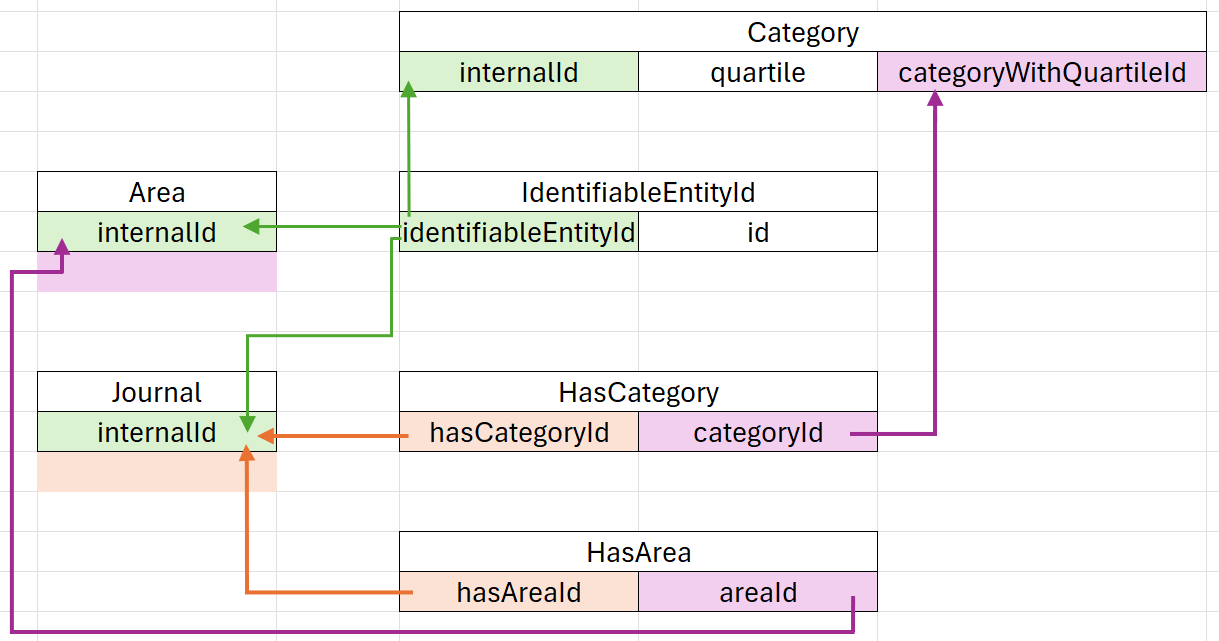 Category
internalId quartile categoryWithQuartileId
Area
internalId
IdentifiableEntityId
identifiableEntityId id
Journal
internalId
HasCategory
hasCategoryId categoryId
HasArea
hasAreaId areaId